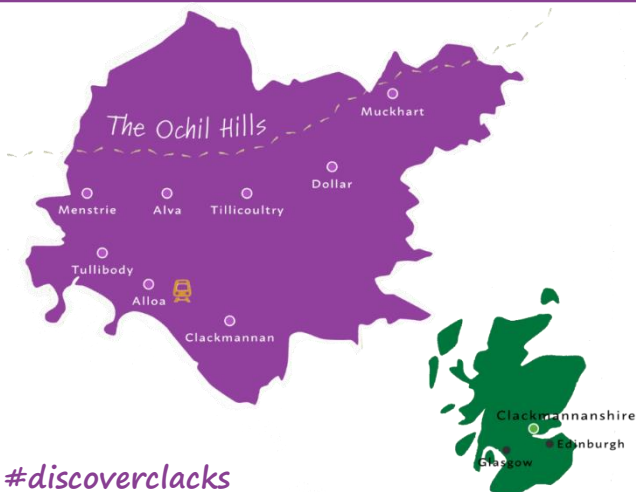 The Ochil Hills
Muckhart
Dollar
Menstrie
Alva
Tillicoultry
Tullibody
Alloa
Clackmannan
Clackmannanshire
Edinburgh
Glasgow
#discoverclacks